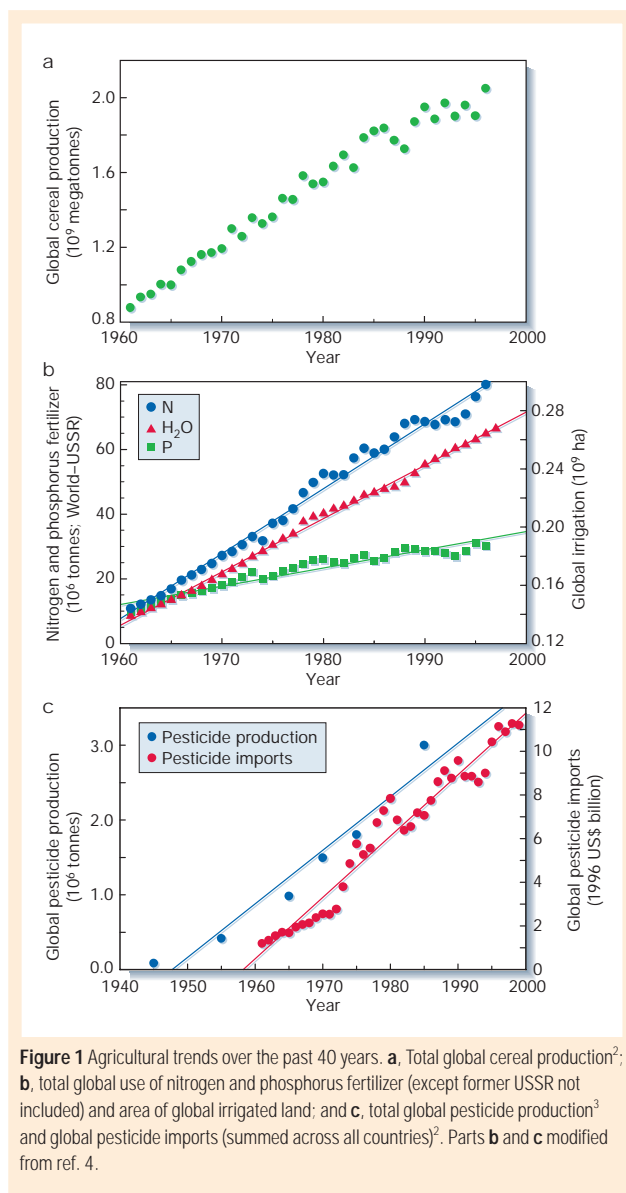 a
Global cereal production
(10⁹ megatonnes)
2.0
1.6
1.2
0.8
1960 1970 1980 1990 2000
Year
b
Nitrogen and phosphorus fertilizer
(10⁶ tonnes; World–USSR)
80
60
40
20
0
N
H₂O
P
0.28
0.24
0.20
0.16
0.12
Global irrigation (10⁹ ha)
1960 1970 1980 1990 2000
Year
c
Global pesticide production
(10⁶ tonnes)
3.0
2.0
1.0
0.0
Pesticide production
Pesticide imports
12
10
8
6
4
2
0
Global pesticide imports
(1996 US$ billion)
1940 1950 1960 1970 1980 1990 2000
Year
Figure 1 Agricultural trends over the past 40 years. a, Total global cereal production²;
b, total global use of nitrogen and phosphorus fertilizer (except former USSR not
included) and area of global irrigated land; and c, total global pesticide production³
and global pesticide imports (summed across all countries)². Parts b and c modified
from ref. 4.